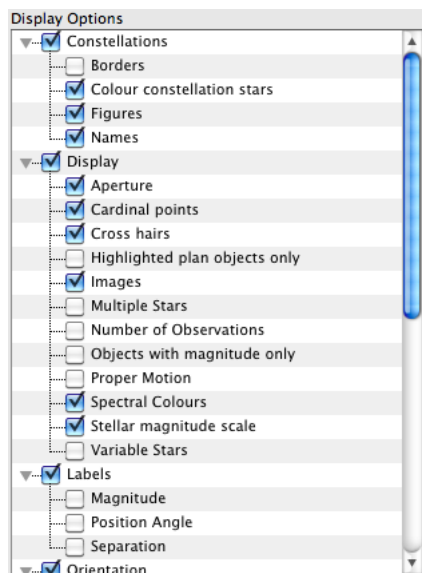 Display Options
Constellations
Borders
Colour constellation stars
Figures
Names
Display
Aperture
Cardinal points
Cross hairs
Highlighted plan objects only
Images
Multiple Stars
Number of Observations
Objects with magnitude only
Proper Motion
Spectral Colours
Stellar magnitude scale
Variable Stars
Labels
Magnitude
Position Angle
Separation
Orientation